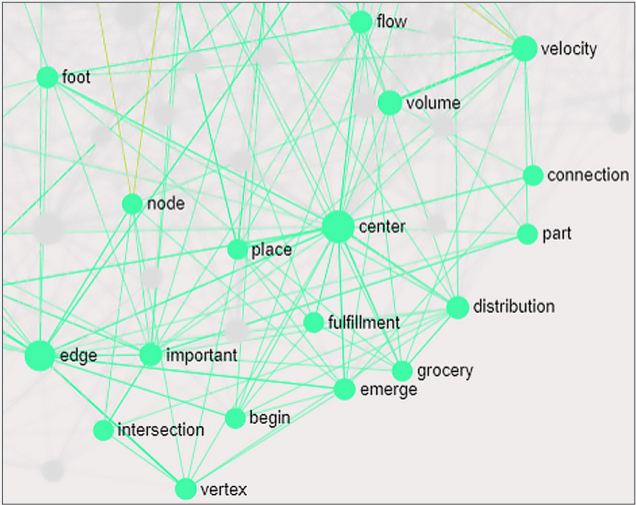 flow
velocity
foot
volume
connection
node
center
part
place
distribution
fulfillment
edge
important
grocery
emerge
begin
intersection
vertex